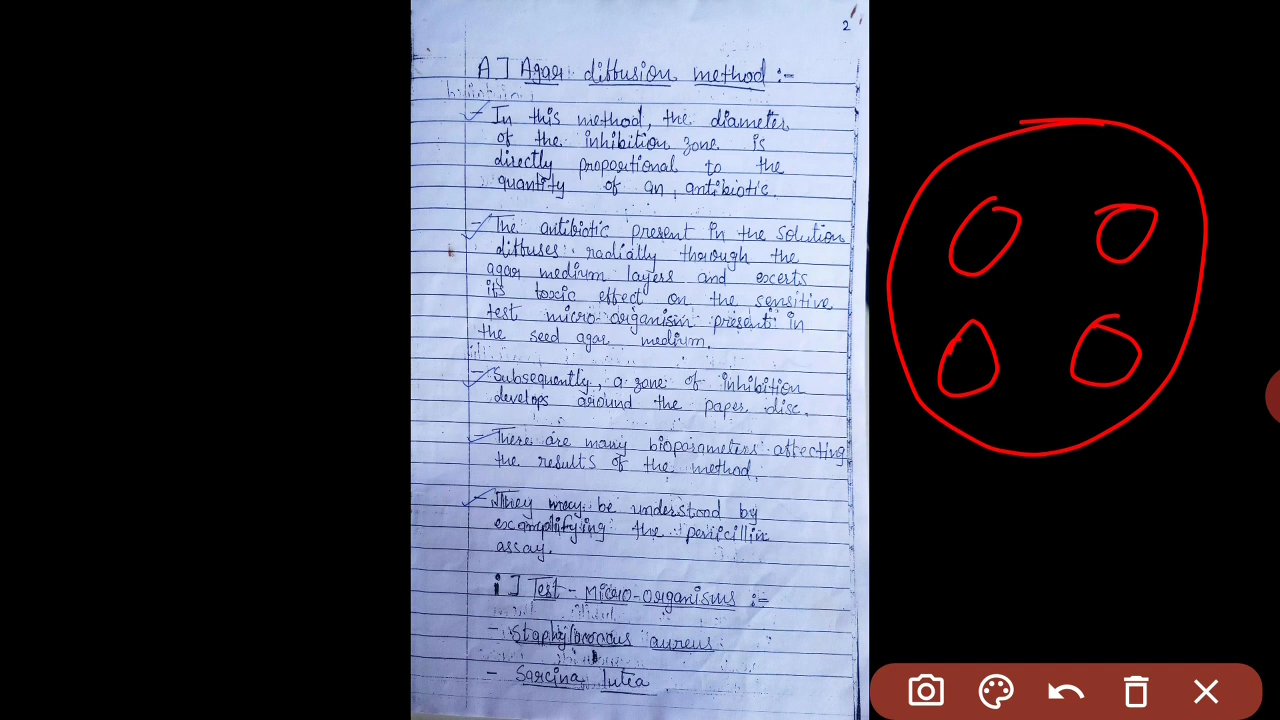 2
A] Agar diffusion method :-
- In this method, the diameter
of the inhibition zone is
directly proportional to the
quantity of an antibiotic.
- The antibiotic present in the solution
diffuses radially through the
agar medium layers and excerts
its toxic effect on the sensitive
test micro-organism present in
the seed agar medium.
- Subsequently, a zone of inhibition
develops around the paper disc.
- There are many bioparameters affecting
the results of the method.
- They may be understood by
excamplifying the penicillin
assay.
i] Test - Micro-organisms :-
- Staphylococcus aureus.
- Sarcina lutea